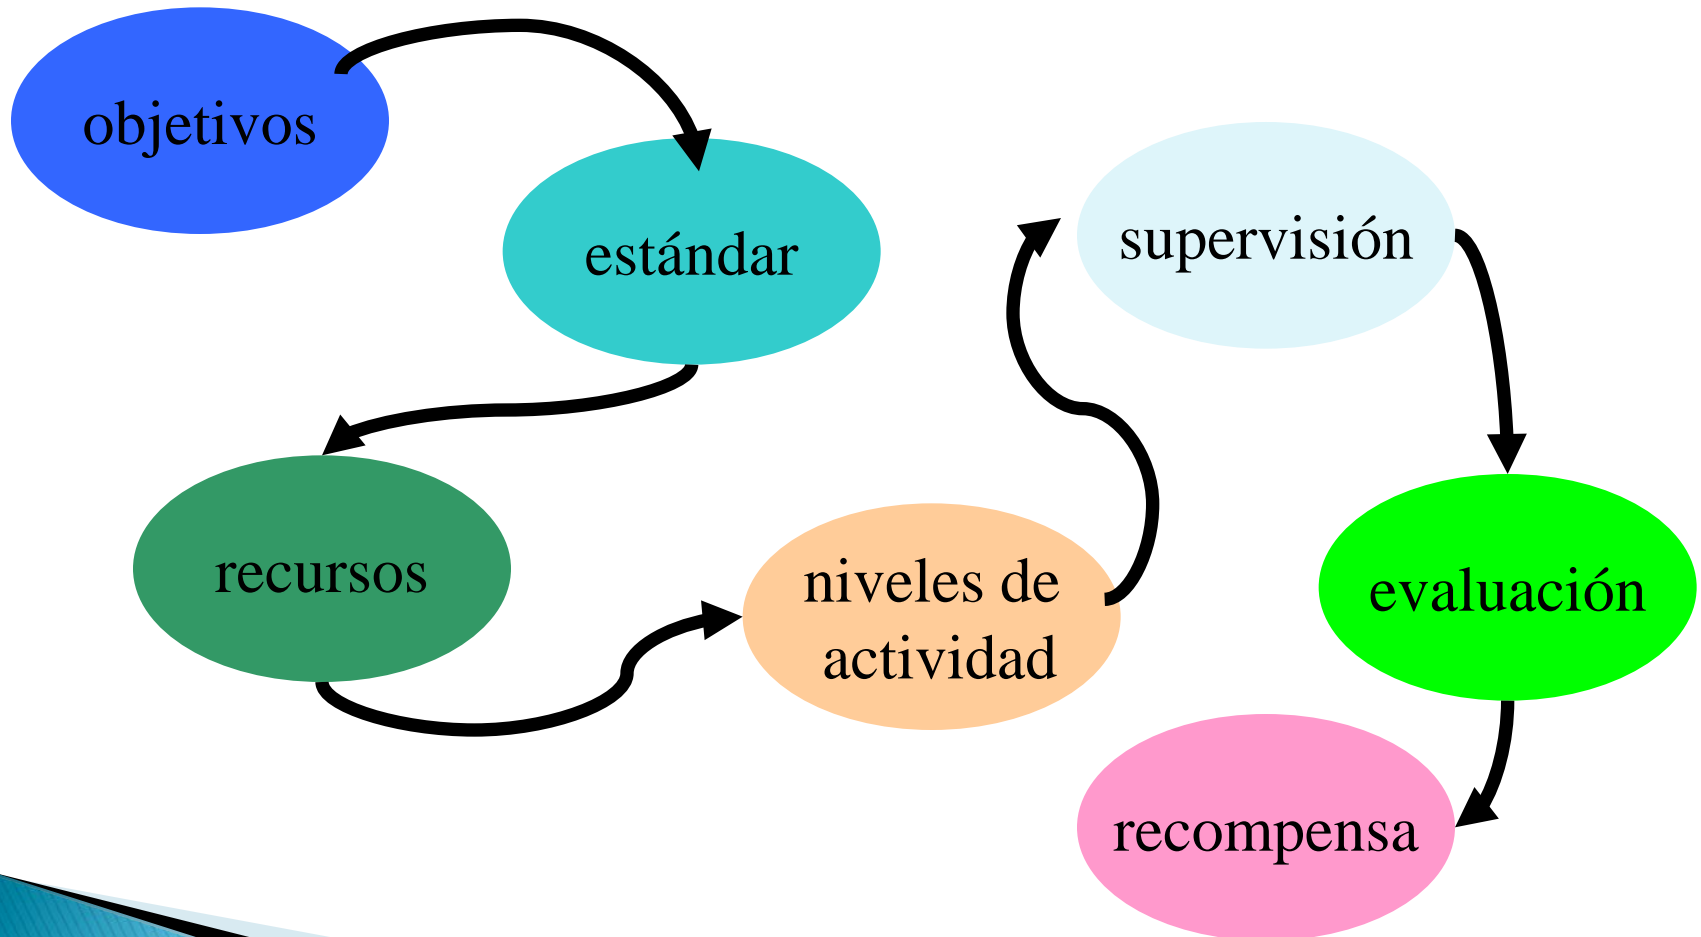 objetivos
estándar
recursos
niveles de
actividad
supervisión
evaluación
recompensa